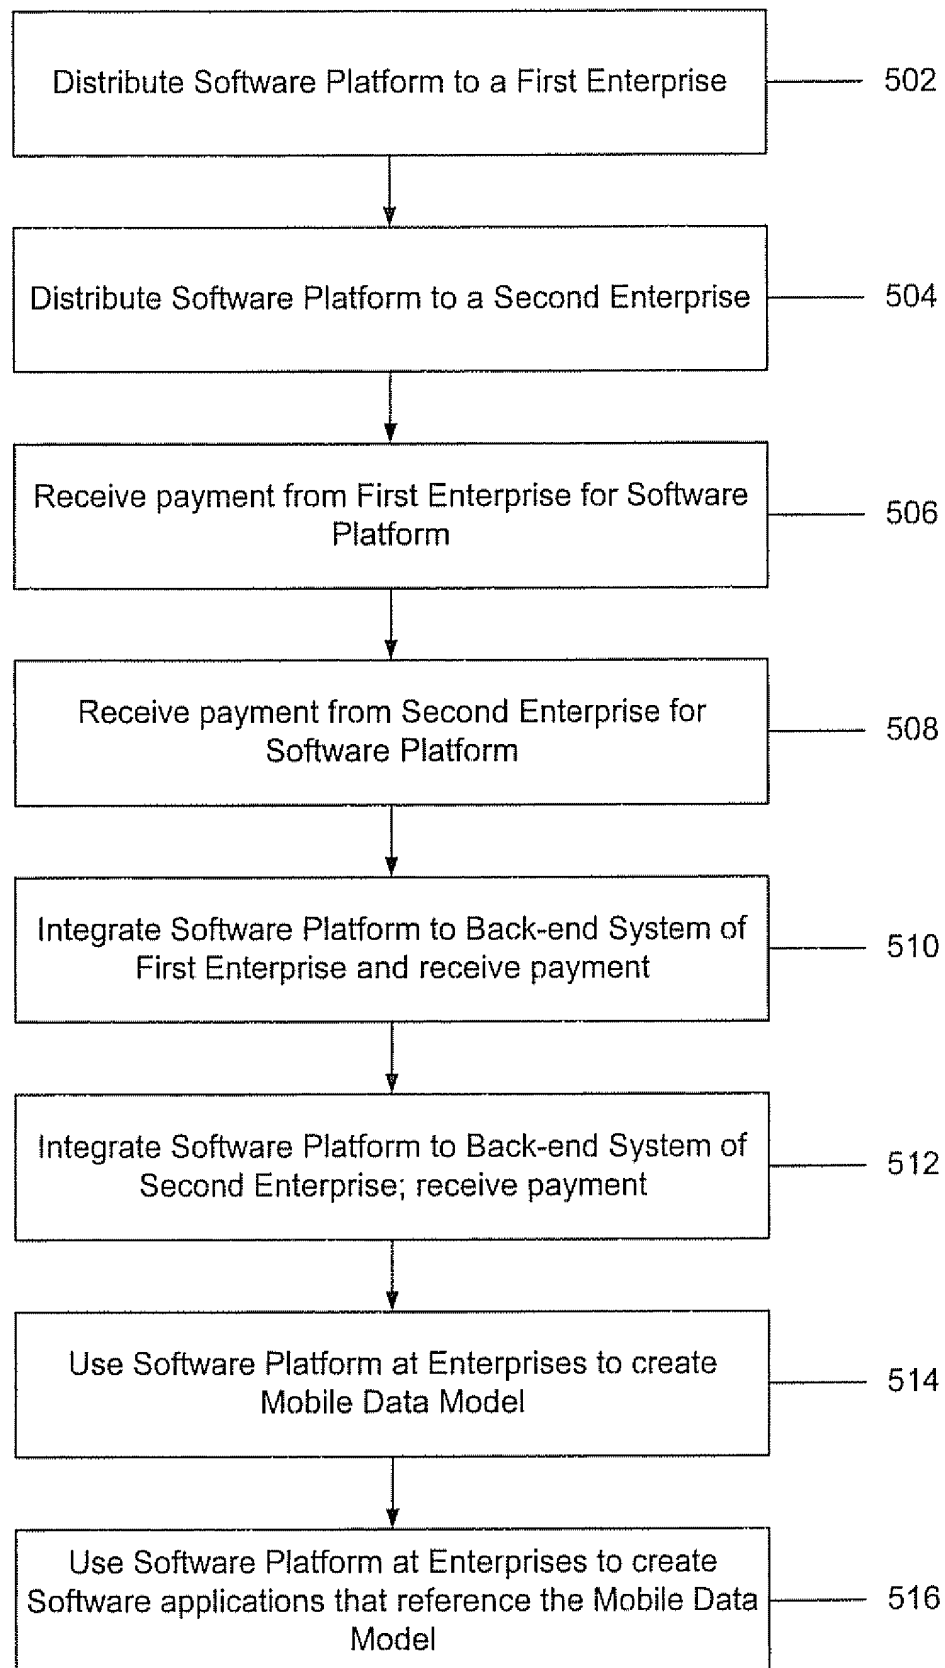 Distribute Software Platform to a First Enterprise
502
Distribute Software Platform to a Second Enterprise
504
Receive payment from First Enterprise for Software
Platform
506
Receive payment from Second Enterprise for
Software Platform
508
Integrate Software Platform to Back-end System of
First Enterprise and receive payment
510
Integrate Software Platform to Back-end System of
Second Enterprise; receive payment
512
Use Software Platform at Enterprises to create
Mobile Data Model
514
Use Software Platform at Enterprises to create
Software applications that reference the Mobile Data
Model
516